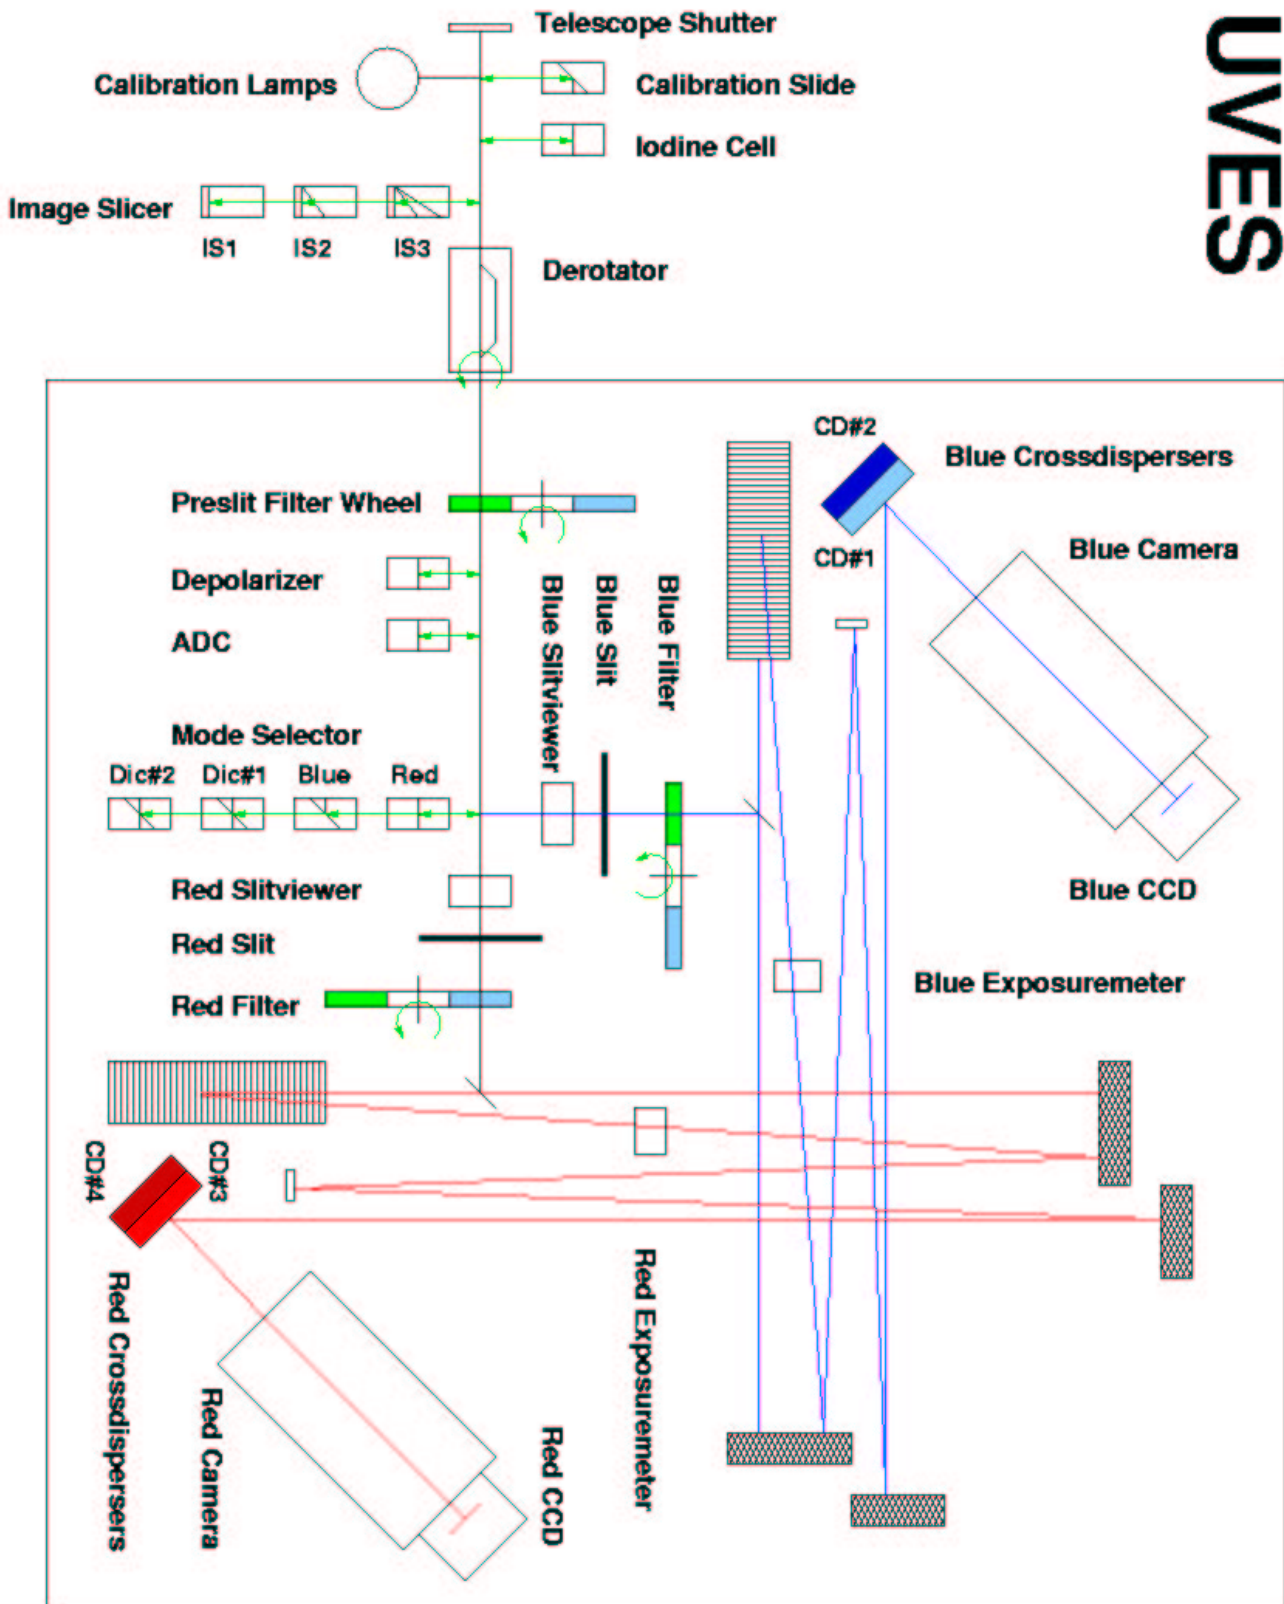 UVES
Telescope Shutter
Calibration Lamps
Calibration Slide
Iodine Cell
Image Slicer
IS1
IS2
IS3
Derotator
CD#2
Blue Crossdispersers
Preslit Filter Wheel
CD#1
Blue Camera
Depolarizer
ADC
Blue Slitviewer
Blue Slit
Blue Filter
Mode Selector
Dic#2
Dic#1
Blue
Red
Red Slitviewer
Blue CCD
Red Slit
Blue Exposuremeter
Red Filter
CD#4
CD#3
Red Crossdispersers
Red Camera
Red CCD
Red Exposuremeter